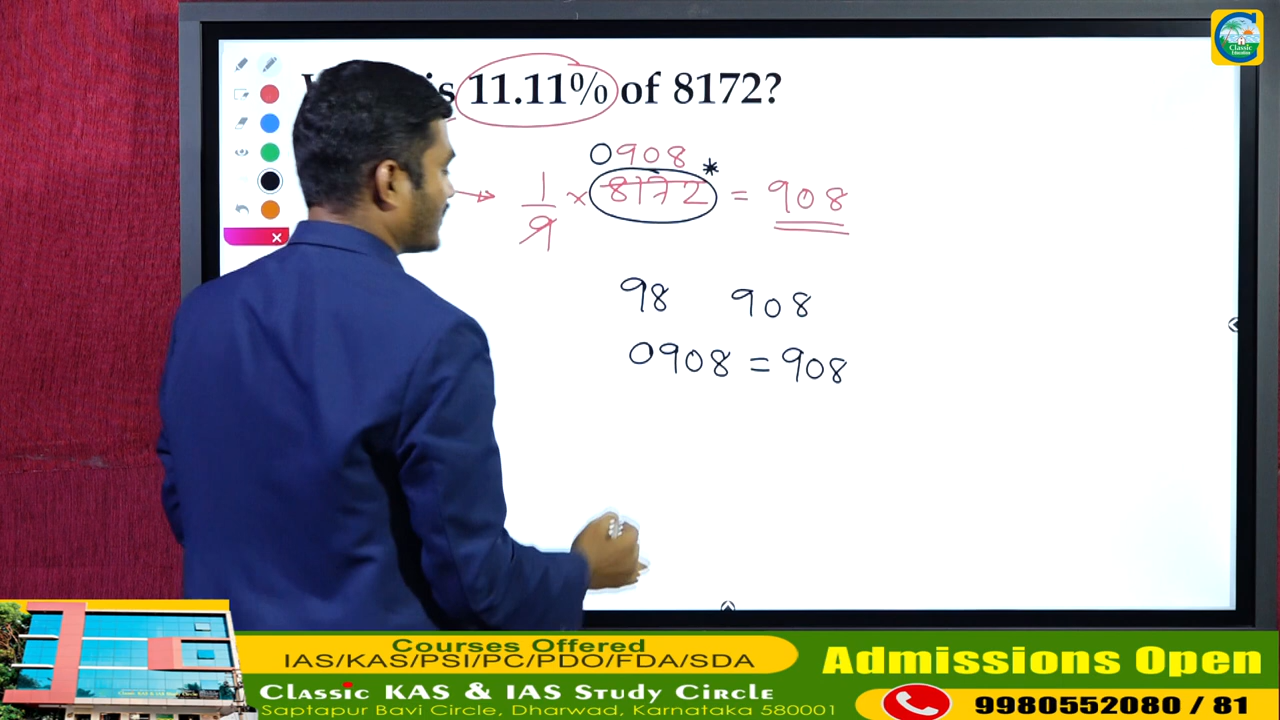 is 11.11% of 8172?
0908 *
1/9 × 8172 = 908
98 908
0908 = 908
Classic
Education
Courses Offered
IAS/KAS/PSI/PC/PDO/FDA/SDA
Classic KAS & IAS Study Circle
Saptapur Bavi Circle, Dharwad, Karnataka 580001
Admissions Open
9980552080 / 81